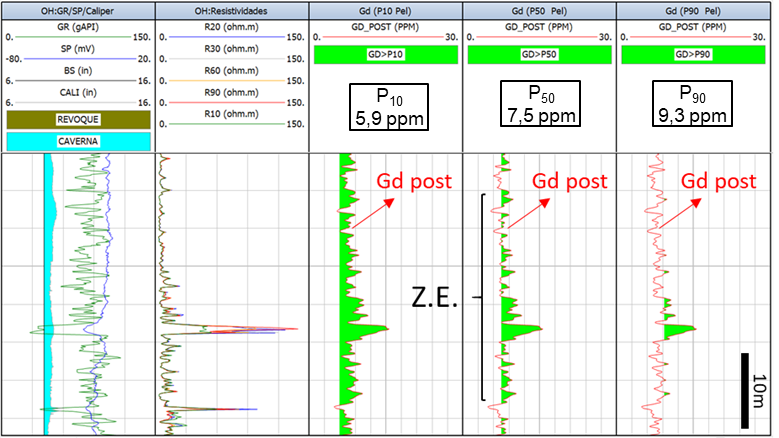 OH:GR/SP/Caliper
GR (gAPI)
0. 150.
SP (mV)
-80. 20.
BS (in)
6. 16.
CALI (in)
6. 16.
REVOQUE
CAVERNA
OH:Resistividades
R20 (ohm.m)
0. 150.
R30 (ohm.m)
0. 150.
R60 (ohm.m)
0. 150.
R90 (ohm.m)
0. 150.
R10 (ohm.m)
0. 150.
Gd (P10 Pel)
GD_POST (PPM)
0. 30.
GD>P10
P10
5,9 ppm
Gd post
Gd (P50 Pel)
GD_POST (PPM)
0. 30.
GD>P50
P50
7,5 ppm
Gd post
Z.E.
Gd (P90 Pel)
GD_POST (PPM)
0. 30.
GD>P90
P90
9,3 ppm
Gd post
10m